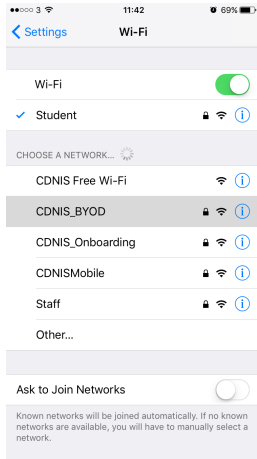 3 11:42 69%
Settings Wi-Fi
Wi-Fi
Student
CHOOSE A NETWORK...
CDNIS Free Wi-Fi
CDNIS_BYOD
CDNIS_Onboarding
CDNISMobile
Staff
Other...
Ask to Join Networks
Known networks will be joined automatically. If no known
networks are available, you will have to manually select a
network.